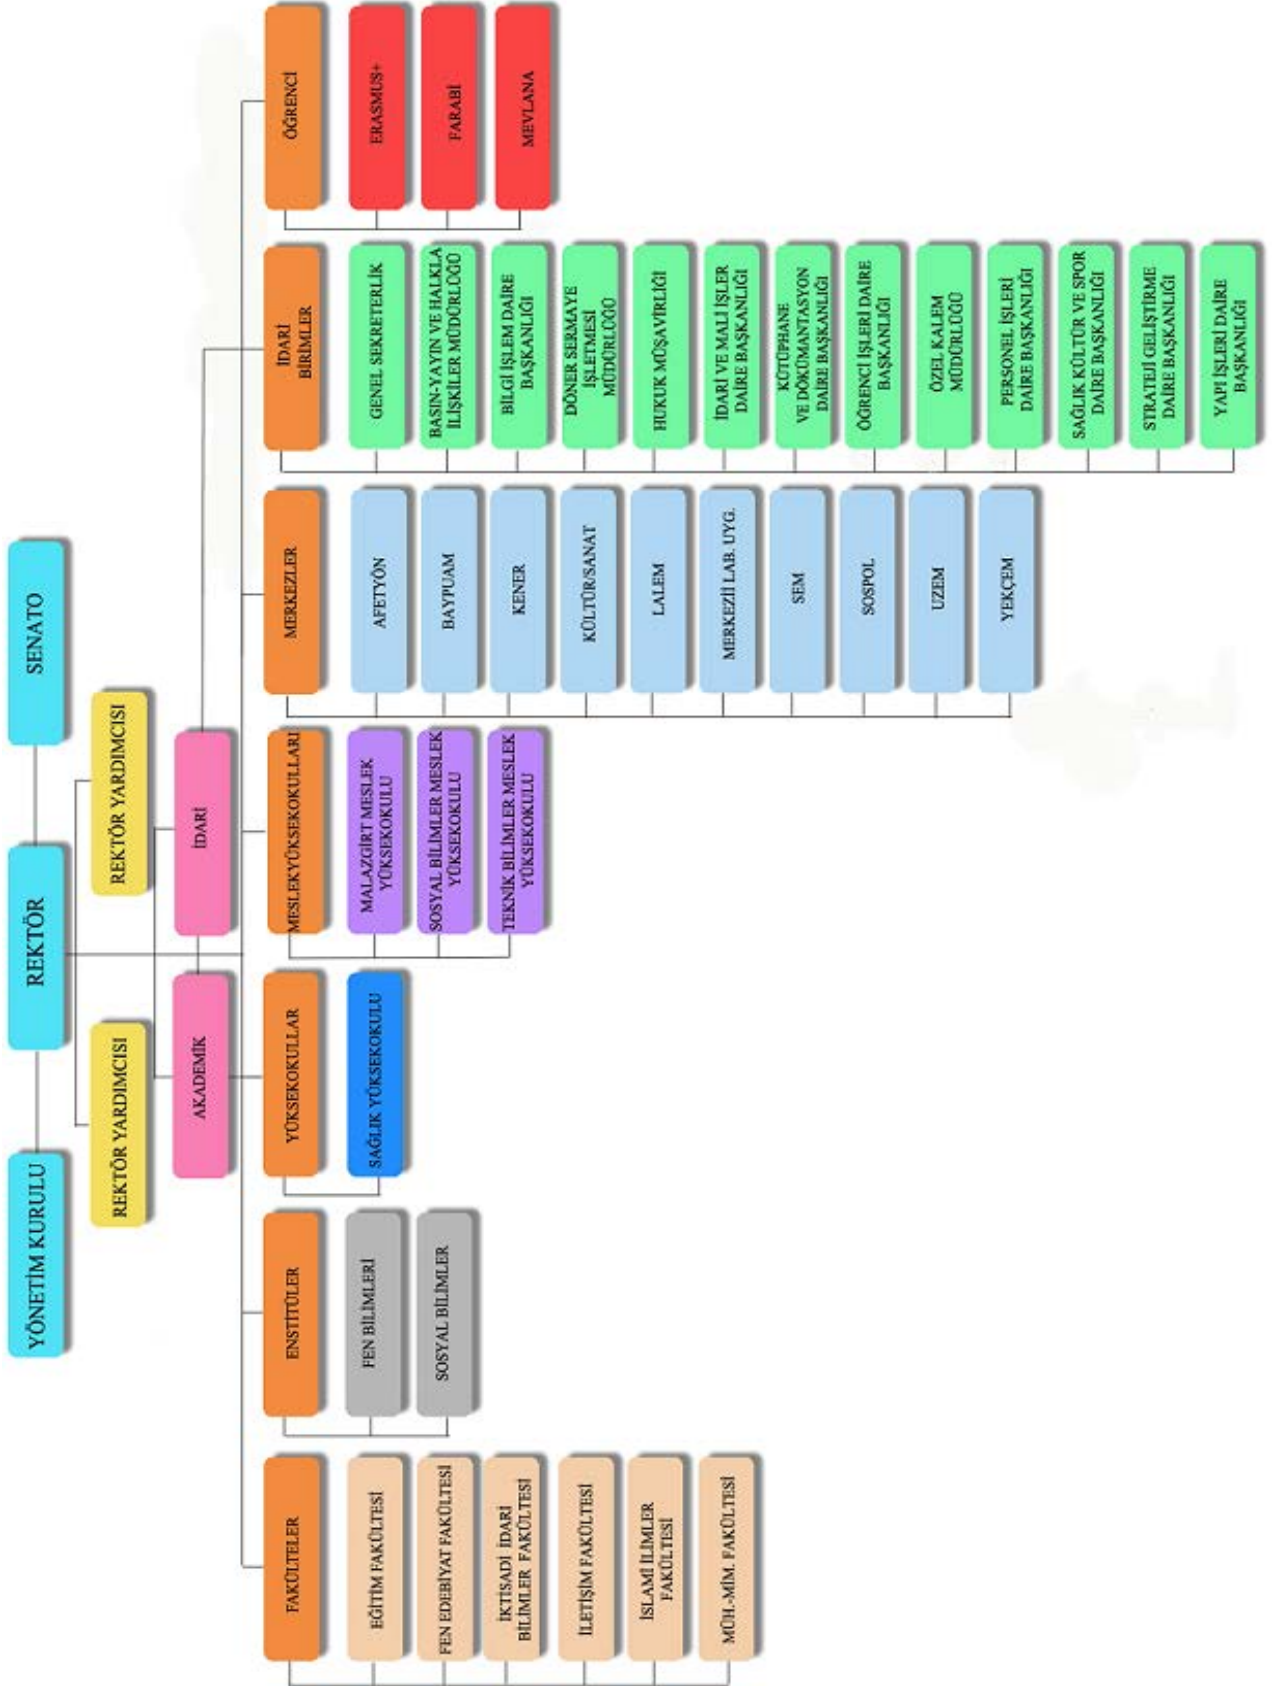 YÖNETİM KURULU
REKTÖR
SENATO
REKTÖR YARDIMCISI
REKTÖR YARDIMCISI
AKADEMİK
İDARİ
FAKÜLTELER
EĞİTİM FAKÜLTESİ
FEN EDEBİYAT FAKÜLTESİ
İKTİSADİ İDARİ
BİLİMLER FAKÜLTESİ
İLETİŞİM FAKÜLTESİ
İSLAMİ İLİMLER
FAKÜLTESİ
MÜH.-MİM. FAKÜLTESİ
ENSTİTÜLER
FEN BİLİMLERİ
SOSYAL BİLİMLER
YÜKSEKOKULLAR
SAĞLIK YÜKSEKOKULU
MESLEKYÜKSEKOKULLARI
MALAZGİRT MESLEK
YÜKSEKOKULU
SOSYAL BİLİMLER MESLEK
YÜKSEKOKULU
TEKNİK BİLİMLER MESLEK
YÜKSEKOKULU
MERKEZLER
AFETYÖN
BAYPUAM
KENER
KÜLTÜR/SANAT
LALEM
MERKEZİİ LAB. UYG.
SEM
SOSPOL
UZEM
YEKÇEM
İDARİ
BİRİMLER
GENEL SEKRETERLİK
BASIN-YAYIN VE HALKLA
İLİŞKİLER MÜDÜRLÜĞÜ
BİLGİ İŞLEM DAİRE
BAŞKANLIĞI
DÖNER SERMAYE
İŞLETMESİ
MÜDÜRLÜĞÜ
HUKUK MÜŞAVİRLİĞİ
İDARİ VE MALİ İŞLER
DAİRE BAŞKANLIĞI
KÜTÜPHANE
VE DÖKÜMANTASYON
DAİRE BAŞKANLIĞI
ÖĞRENCİ İŞLERİ DAİRE
BAŞKANLIĞI
ÖZEL KALEM
MÜDÜRLÜĞÜ
PERSONEL İŞLERİ
DAİRE BAŞKANLIĞI
SAĞLIK KÜLTÜR VE SPOR
DAİRE BAŞKANLIĞI
STRATEJİ GELİŞTİRME
DAİRE BAŞKANLIĞI
YAPI İŞLERİ DAİRE
BAŞKANLIĞI
ÖĞRENCİ
ERASMUS+
FARABİ
MEVLANA